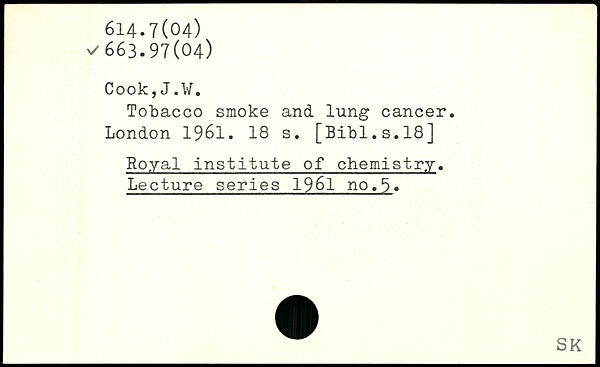 614.7(04)
✓ 663.97(04)
Cook,J.W.
Tobacco smoke and lung cancer.
London 1961. 18 s. [Bibl.s.18]
Royal institute of chemistry.
Lecture series 1961 no.5.
SK